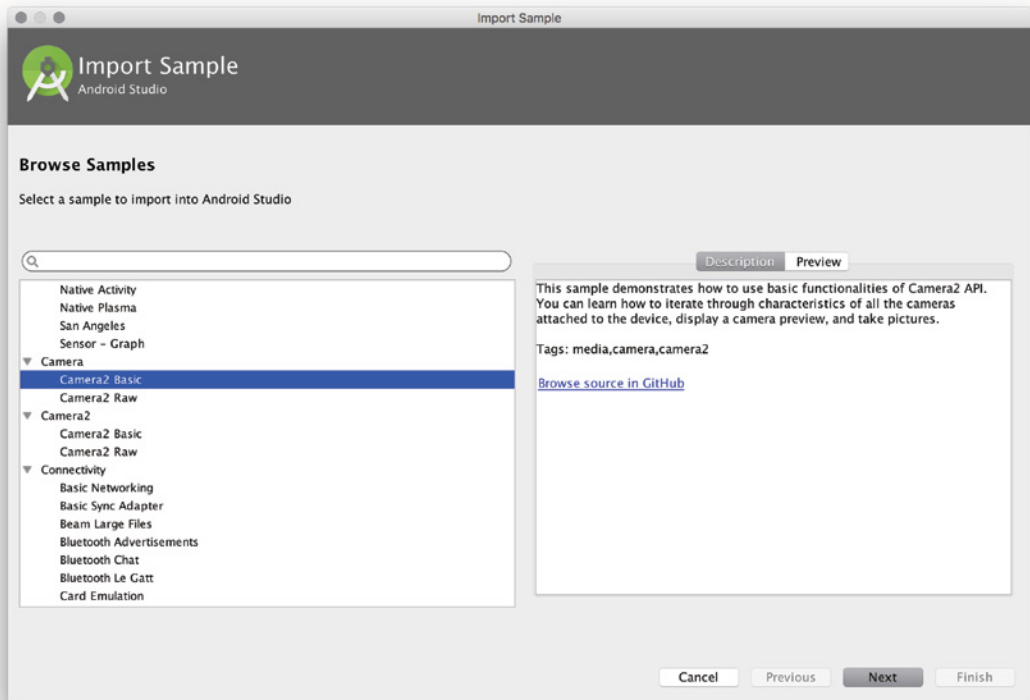 Import Sample
Import Sample
Android Studio
Browse Samples
Select a sample to import into Android Studio
Native Activity
Native Plasma
San Angeles
Sensor - Graph
Camera
Camera2 Basic
Camera2 Raw
Camera2
Camera2 Basic
Camera2 Raw
Connectivity
Basic Networking
Basic Sync Adapter
Beam Large Files
Bluetooth Advertisements
Bluetooth Chat
Bluetooth Le Gatt
Card Emulation
Description Preview
This sample demonstrates how to use basic functionalities of Camera2 API.
You can learn how to iterate through characteristics of all the cameras
attached to the device, display a camera preview, and take pictures.
Tags: media,camera,camera2
Browse source in GitHub
Cancel Previous Next Finish